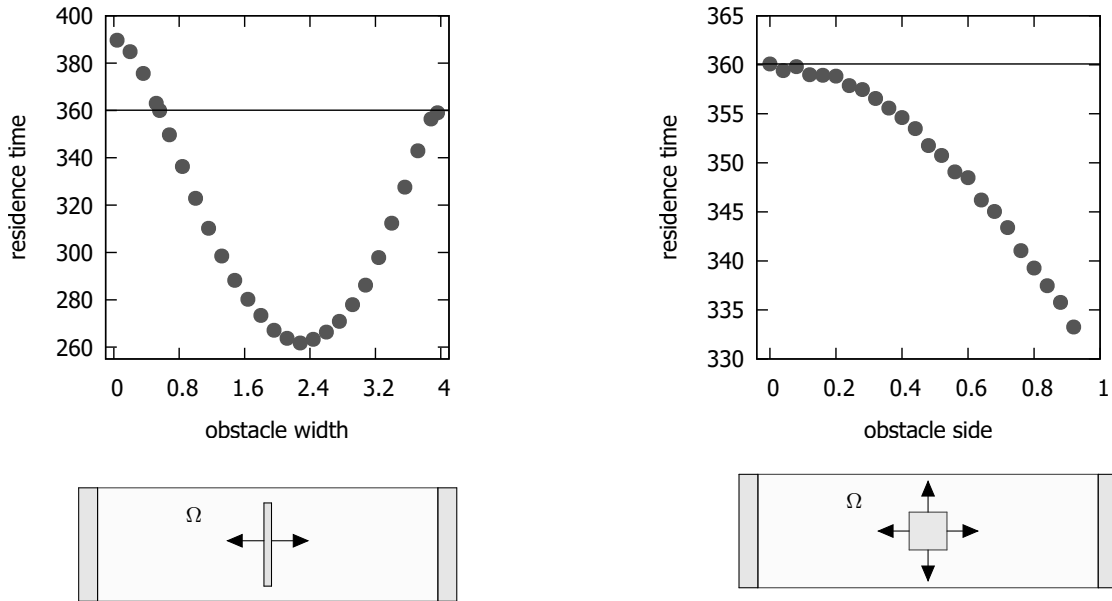 400
380
360
340
320
300
280
260
residence time
0 0.8 1.6 2.4 3.2 4
obstacle width
Ω
365
360
355
350
345
340
335
330
residence time
0 0.2 0.4 0.6 0.8 1
obstacle side
Ω